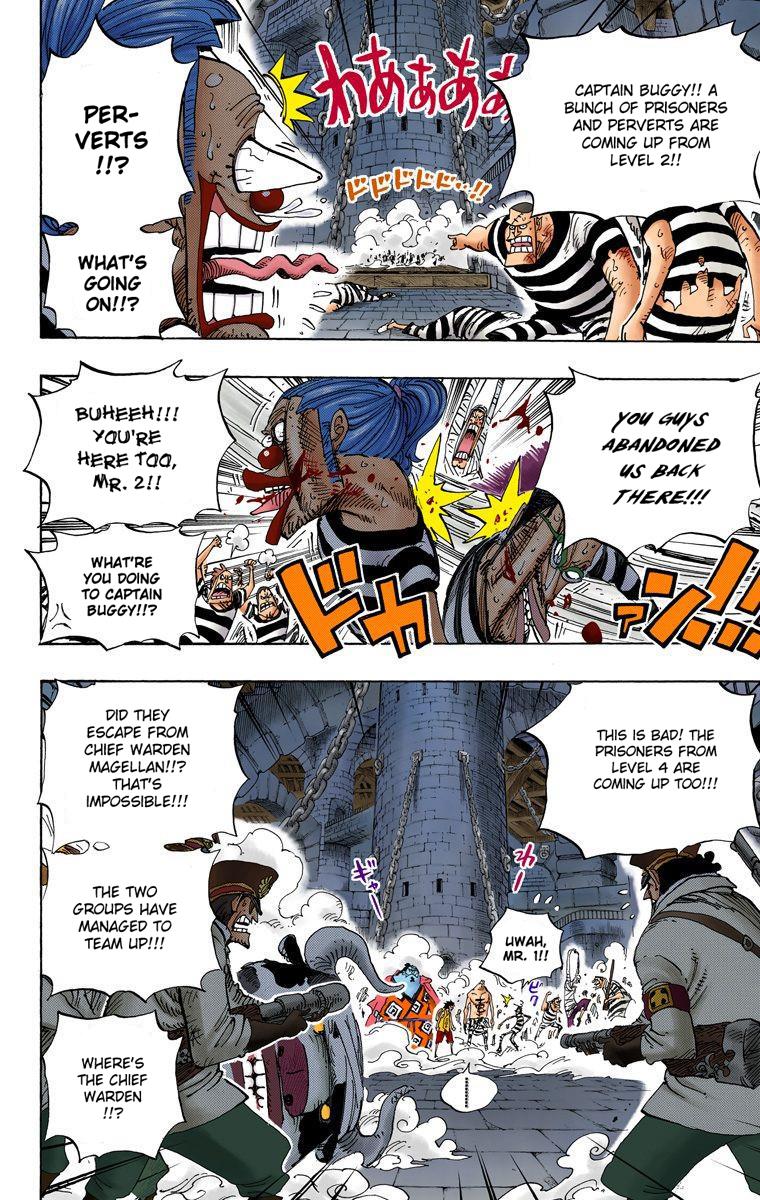 CAPTAIN BUGGY!! A
BUNCH OF PRISONERS
AND PERVERTS ARE
COMING UP FROM
LEVEL 2!!
わあぁあぁ
ドドドドド…!!
PER-
VERTS
!!?
WHAT'S
GOING
ON!!?
YOU GUYS
ABANDONED
US BACK
THERE!!!
BUHEEH!!!
YOU'RE
HERE TOO,
MR. 2!!
WHAT'RE
YOU DOING
TO CAPTAIN
BUGGY!!?
ドカァン!!!
THIS IS BAD! THE
PRISONERS FROM
LEVEL 4 ARE
COMING UP TOO!!!
DID THEY
ESCAPE FROM
CHIEF WARDEN
MAGELLAN!!?
THAT'S
IMPOSSIBLE!!!
わー
ギャー
THE TWO
GROUPS HAVE
MANAGED TO
TEAM UP!!!
UWAH,
MR. 1!!
ビク
WHERE'S
THE CHIEF
WARDEN
!!?